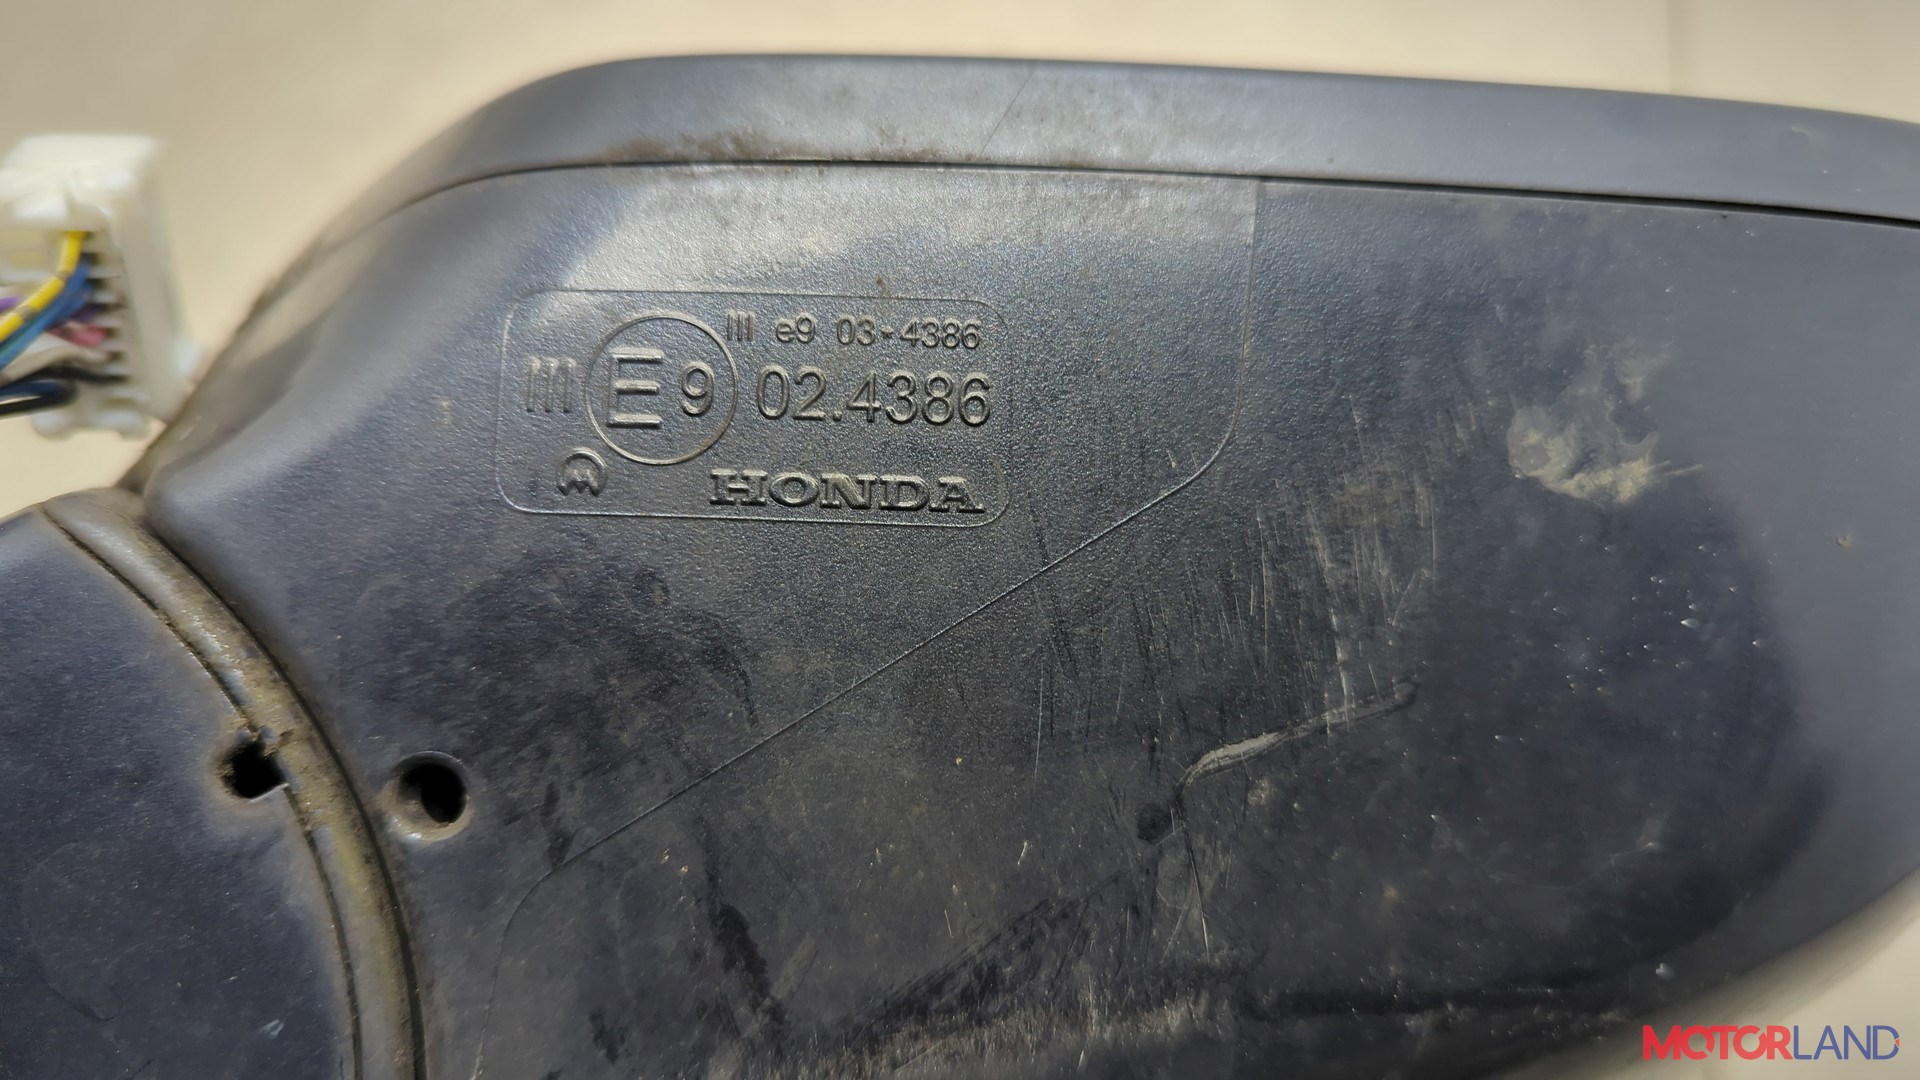 III e9 03-4386
III E 9 02.4386
HONDA
MOTORLAND